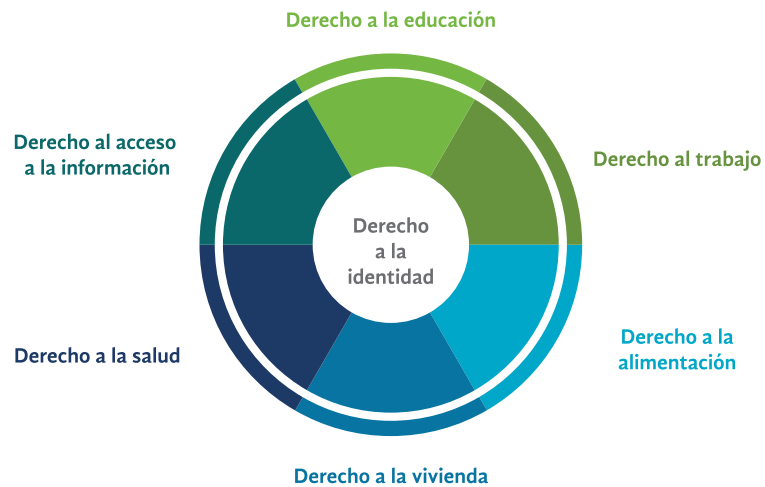 Derecho a la educación
Derecho al acceso
a la información
Derecho al trabajo
Derecho
a la
identidad
Derecho a la salud
Derecho a la
alimentación
Derecho a la vivienda